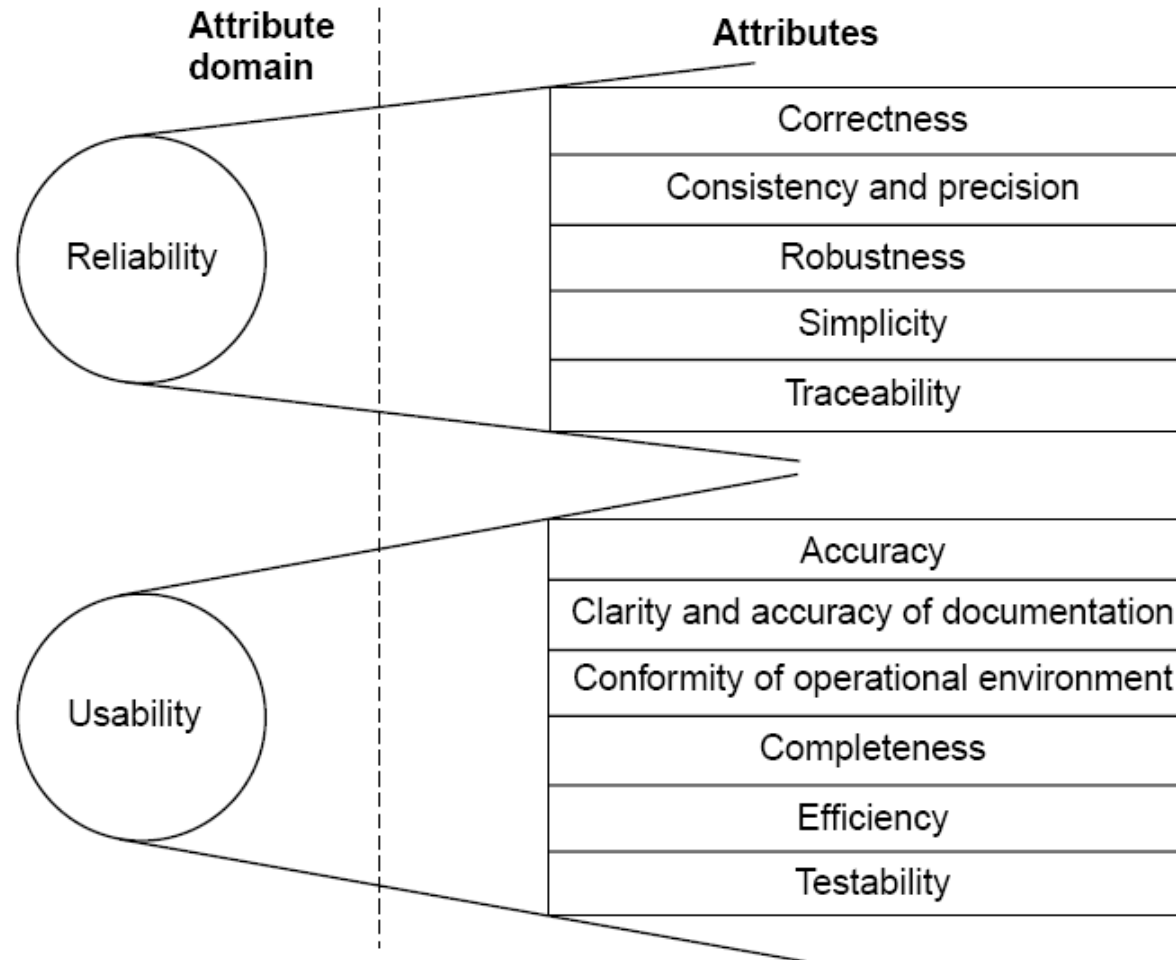 Attribute
domain
Attributes
Reliability
Correctness
Consistency and precision
Robustness
Simplicity
Traceability
Usability
Accuracy
Clarity and accuracy of documentation
Conformity of operational environment
Completeness
Efficiency
Testability